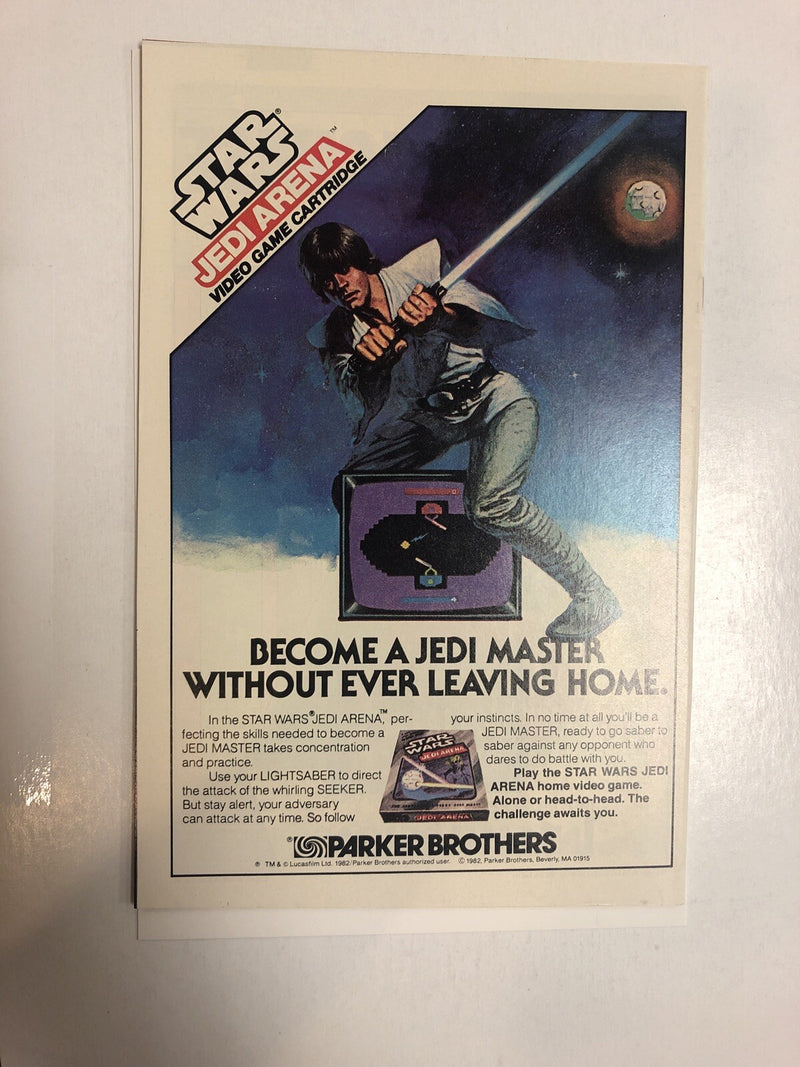 STAR®
WARS
JEDI ARENA™
VIDEO GAME CARTRIDGE
BECOME A JEDI MASTER
WITHOUT EVER LEAVING HOME.
In the STAR WARS® JEDI ARENA,™ per-
fecting the skills needed to become a
JEDI MASTER takes concentration
and practice.
Use your LIGHTSABER to direct
the attack of the whirling SEEKER.
But stay alert, your adversary
can attack at any time. So follow
your instincts. In no time at all you'll be a
JEDI MASTER, ready to go saber to
saber against any opponent who
dares to do battle with you.
Play the STAR WARS JEDI
ARENA home video game.
Alone or head-to-head. The
challenge awaits you.
STAR
WARS
JEDI ARENA
JEDI ARENA
® PARKER BROTHERS
® TM & © Lucasfilm Ltd. 1982/Parker Brothers authorized user. © 1982, Parker Brothers, Beverly, MA 01915